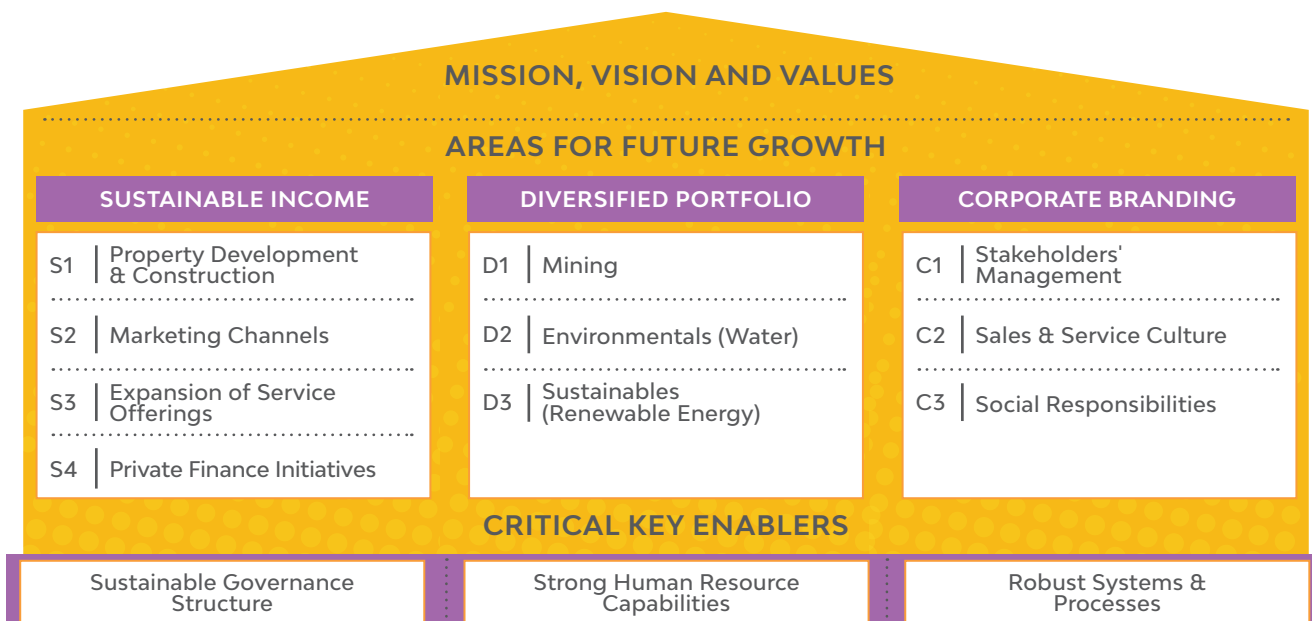 MISSION, VISION AND VALUES
AREAS FOR FUTURE GROWTH
SUSTAINABLE INCOME
S1
Property Development
& Construction
S2
Marketing Channels
S3
Expansion of Service
Offerings
S4
Private Finance Initiatives
DIVERSIFIED PORTFOLIO
D1
Mining
D2
Environmentals (Water)
D3
Sustainables
(Renewable Energy)
CORPORATE BRANDING
C1
Stakeholders'
Management
C2
Sales & Service Culture
C3
Social Responsibilities
CRITICAL KEY ENABLERS
Sustainable Governance
Structure
Strong Human Resource
Capabilities
Robust Systems &
Processes